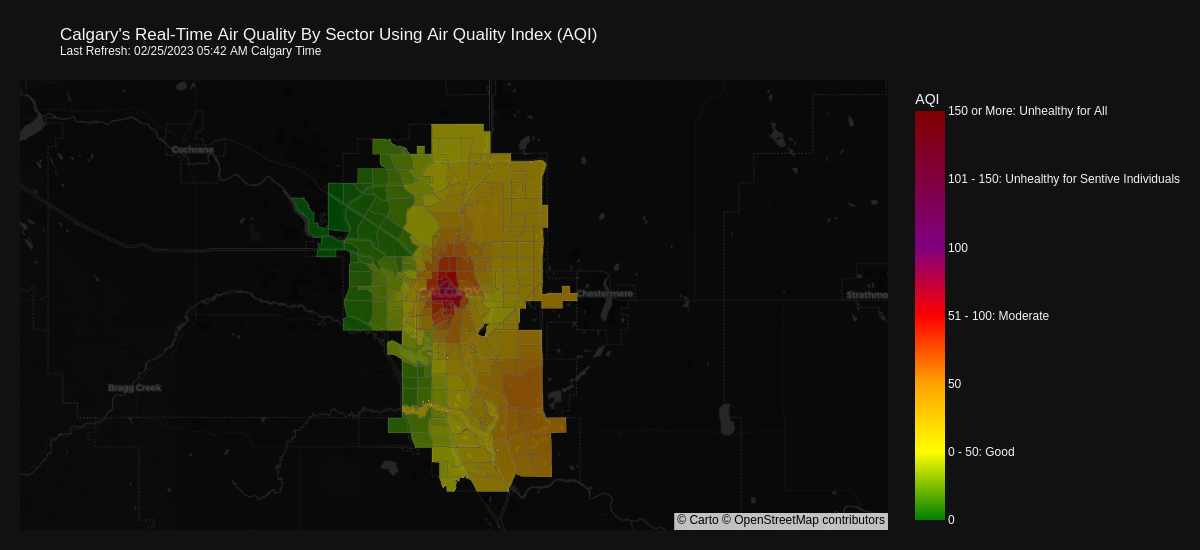 Calgary's Real-Time Air Quality By Sector Using Air Quality Index (AQI)
Last Refresh: 02/25/2023 05:42 AM Calgary Time
AQI
150 or More: Unhealthy for All
Cochrane
101 - 150: Unhealthy for Sentive Individuals
100
Chestermere
Strathmo
51 - 100: Moderate
50
Bragg Creek
0 - 50: Good
© Carto © OpenStreetMap contributors
0